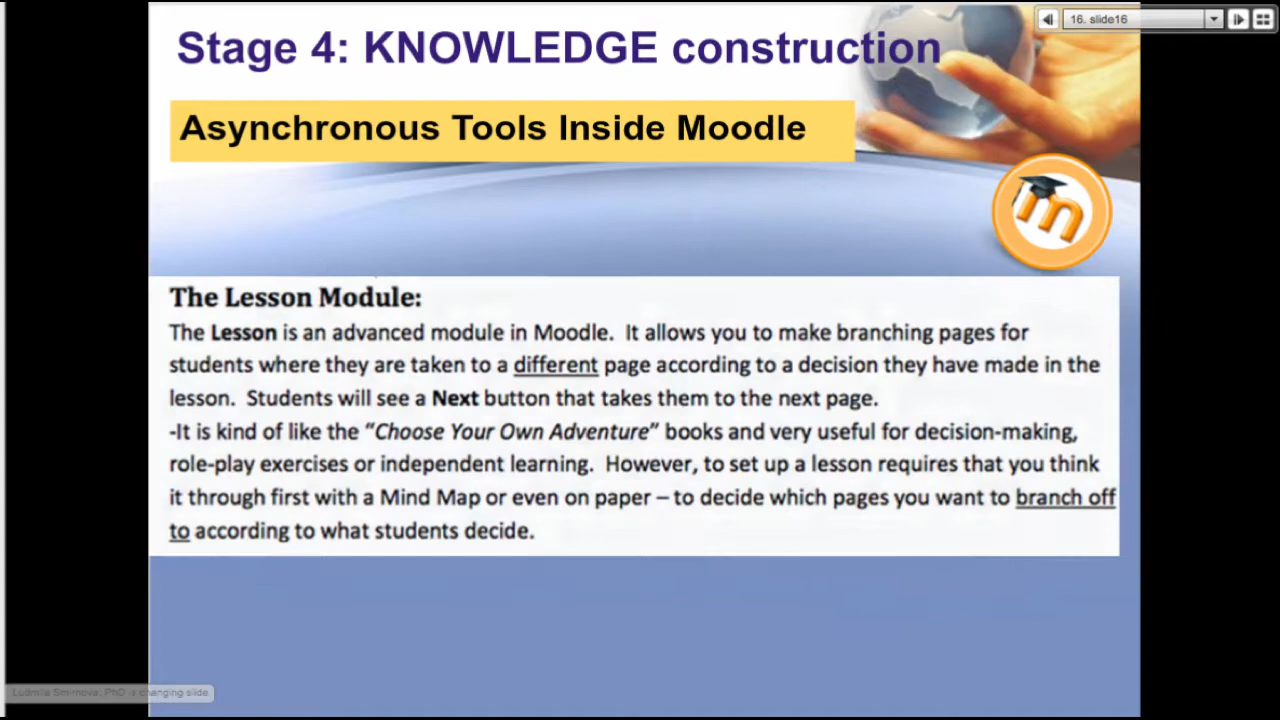 16. slide16
Stage 4: KNOWLEDGE construction
Asynchronous Tools Inside Moodle
m
The Lesson Module:
The Lesson is an advanced module in Moodle. It allows you to make branching pages for
students where they are taken to a different page according to a decision they have made in the
lesson. Students will see a Next button that takes them to the next page.
-It is kind of like the “Choose Your Own Adventure” books and very useful for decision-making,
role-play exercises or independent learning. However, to set up a lesson requires that you think
it through first with a Mind Map or even on paper – to decide which pages you want to branch off
to according to what students decide.
Ludmila Smirnova, PhD is changing slide.